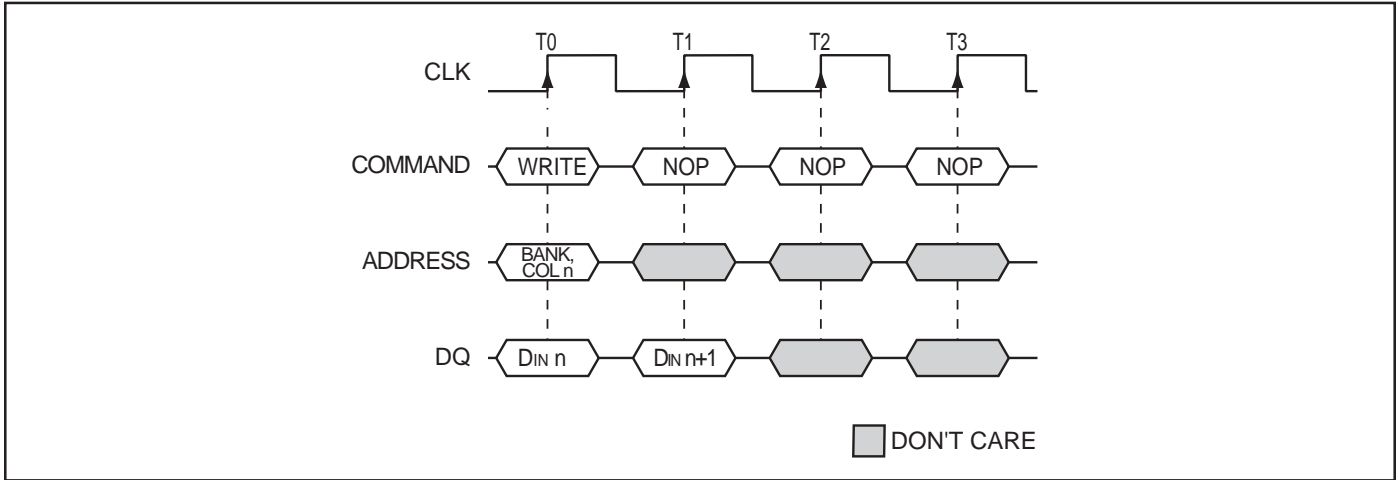 T0 T1 T2 T3
CLK
COMMAND WRITE NOP NOP NOP
ADDRESS BANK,
COL n
DQ DIN n DIN n+1
DON'T CARE